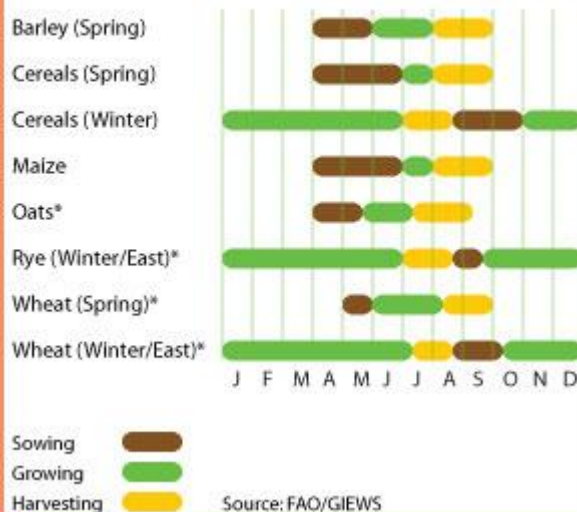 Barley (Spring)
Cereals (Spring)
Cereals (Winter)
Maize
Oats*
Rye (Winter/East)*
Wheat (Spring)*
Wheat (Winter/East)*
J F M A M J J A S O N D
Sowing
Growing
Harvesting
Source: FAO/GIEWS